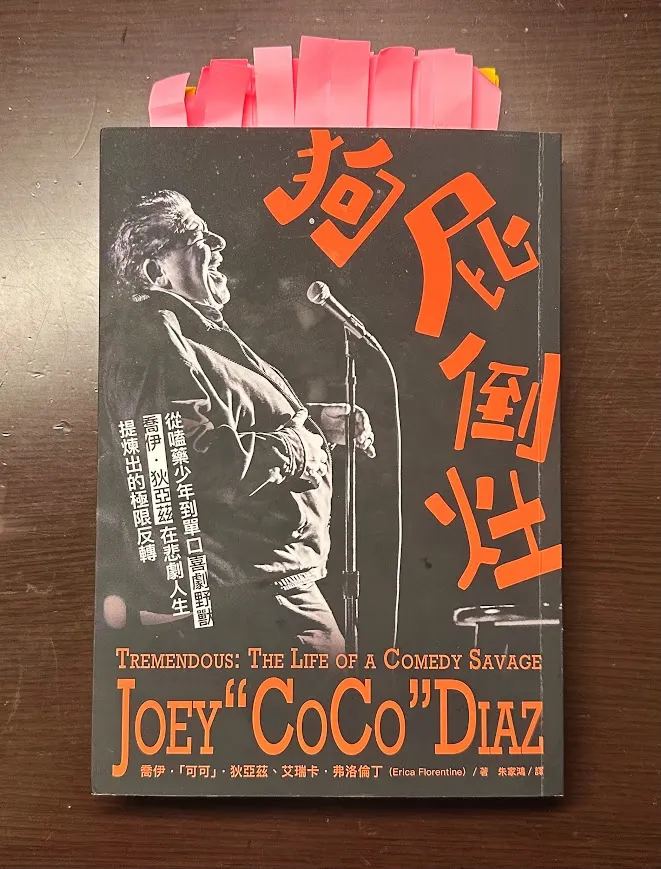 狗屁倒灶
從嗑藥少年到單口喜劇野獸
喬伊．狄亞茲在悲劇人生
提煉出的極限反轉
TREMENDOUS: THE LIFE OF A COMEDY SAVAGE
JOEY “COCO” DIAZ
喬伊．「可可」．狄亞茲、艾瑞卡．弗洛倫丁（Erica Florentine）／著 朱家鴻／譯